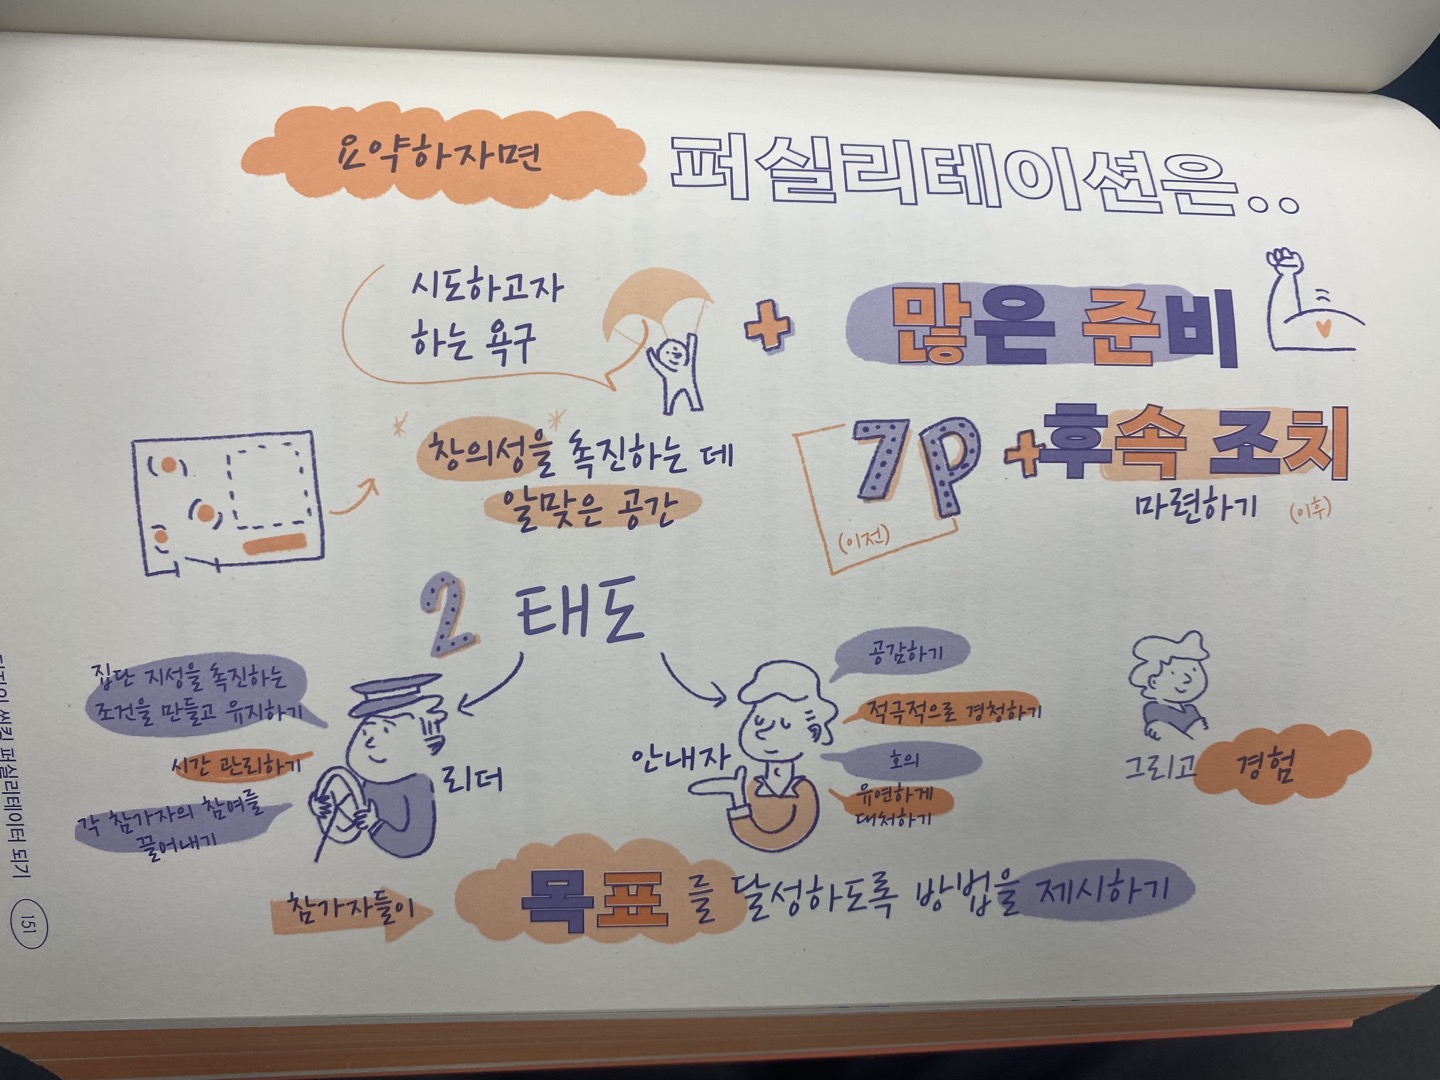 요약하자면
퍼실리테이션은..
시도하고자
하는 욕구
+
많은 준비
창의성을 촉진하는 데
알맞은 공간
7P
(이전)
+후속 조치
마련하기 (이후)
2 태도
집단 지성을 촉진하는
조건을 만들고 유지하기
시간 관리하기
각 참가자의 참여를
끌어내기
리더
안내자
공감하기
적극적으로 경청하기
호의
유연하게
대처하기
그리고 경험
참가자들이 목표를 달성하도록 방법을 제시하기
퍼실리테이터 되기
151